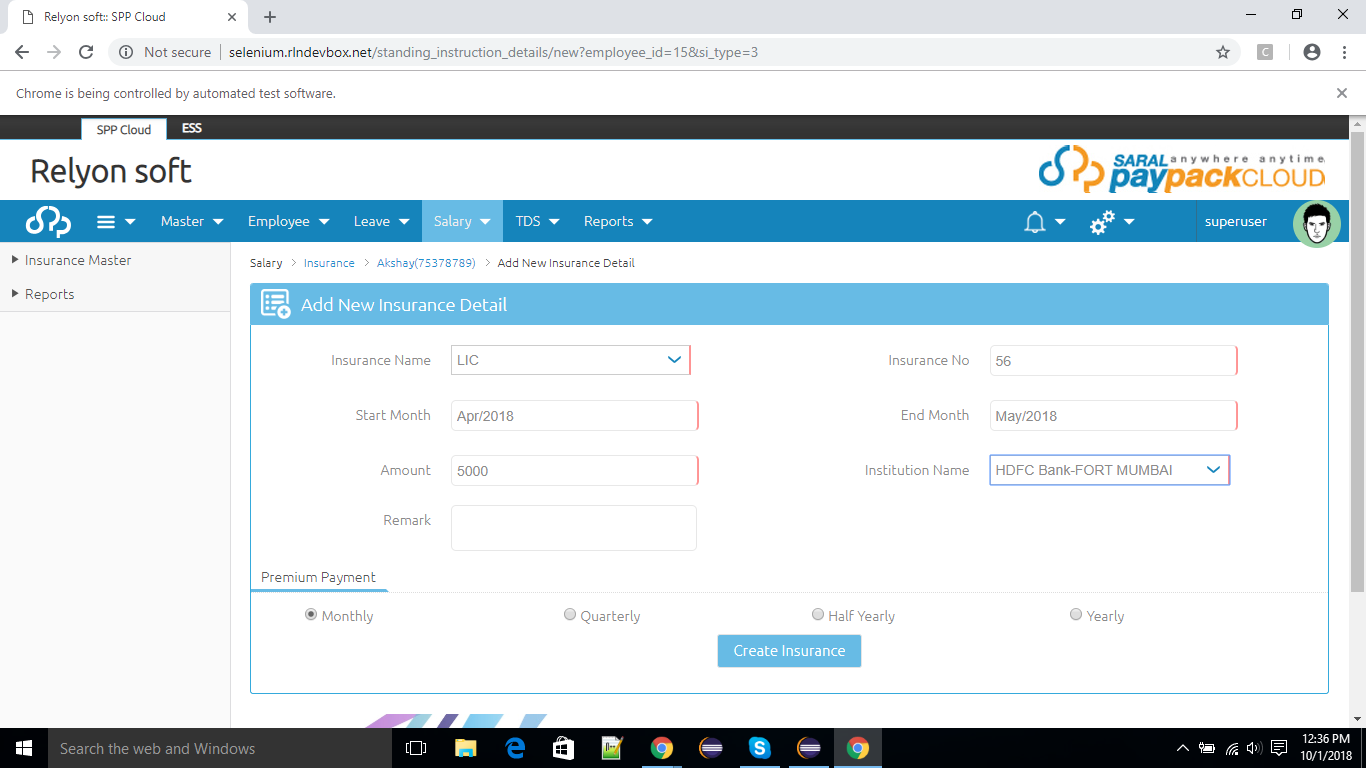 Relyon soft:: SPP Cloud
Not secure selenium.rlndevbox.net/standing_instruction_details/new?employee_id=15&si_type=3
C
Chrome is being controlled by automated test software.
SPP Cloud ESS
Relyon soft
SARAL anywhere anytime
paypackCLOUD
Master Employee Leave Salary TDS Reports superuser
Insurance Master
Reports
Salary > Insurance > Akshay(75378789) > Add New Insurance Detail
Add New Insurance Detail
Insurance Name LIC Insurance No 56
Start Month Apr/2018 End Month May/2018
Amount 5000 Institution Name HDFC Bank-FORT MUMBAI
Remark
Premium Payment
Monthly Quarterly Half Yearly Yearly
Create Insurance
Search the web and Windows
12:36 PM
10/1/2018